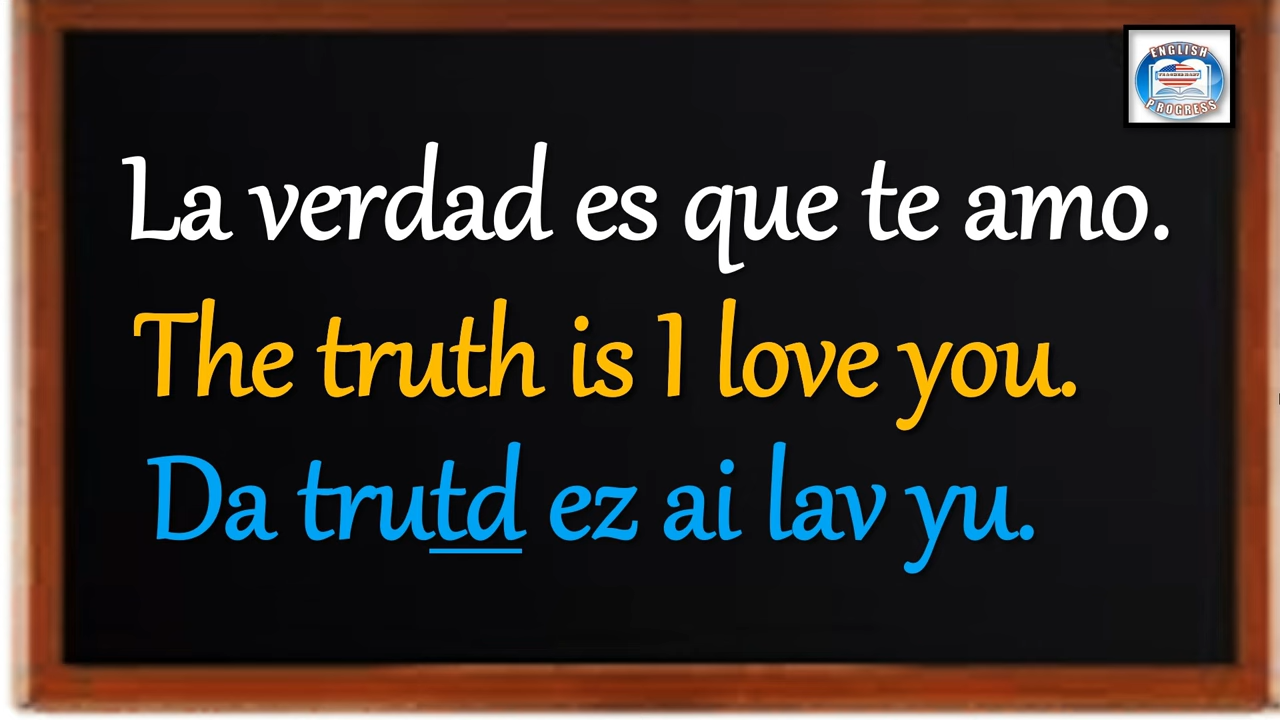 ENGLISH
PROGRESS
La verdad es que te amo.
The truth is I love you.
Da trutd ez ai lav yu.